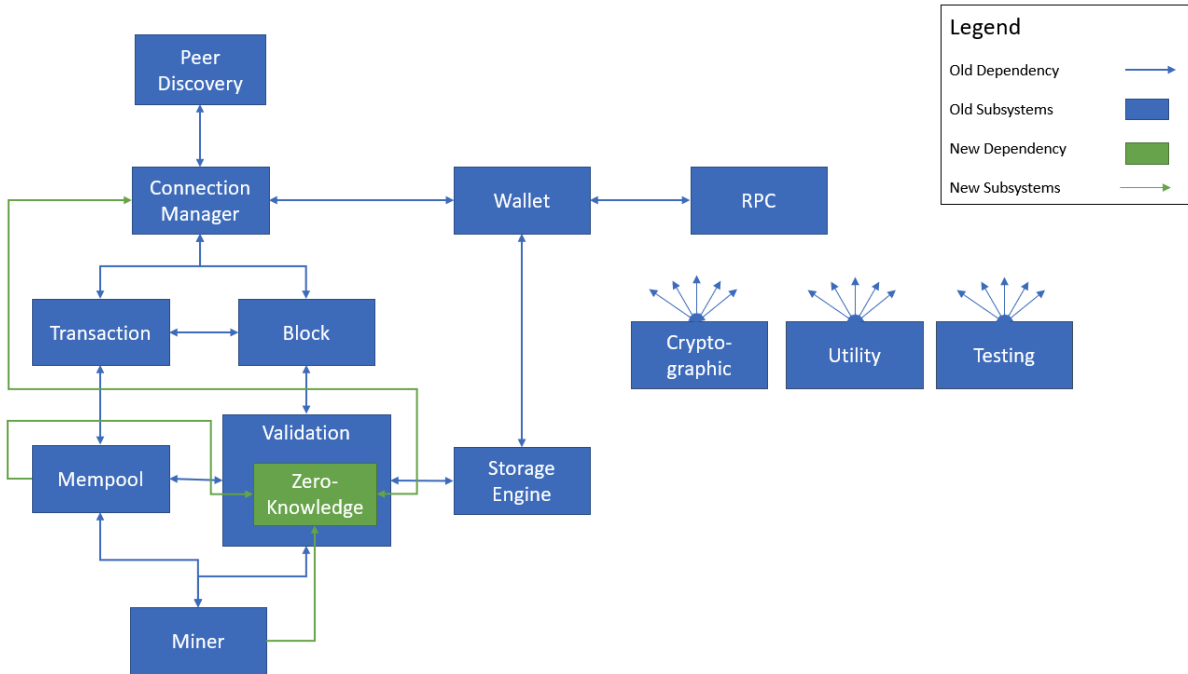 Legend
Old Dependency
Old Subsystems
New Dependency
New Subsystems
Peer
Discovery
Connection
Manager
Wallet
RPC
Transaction
Block
Crypto-
graphic
Utility
Testing
Validation
Mempool
Zero-
Knowledge
Storage
Engine
Miner